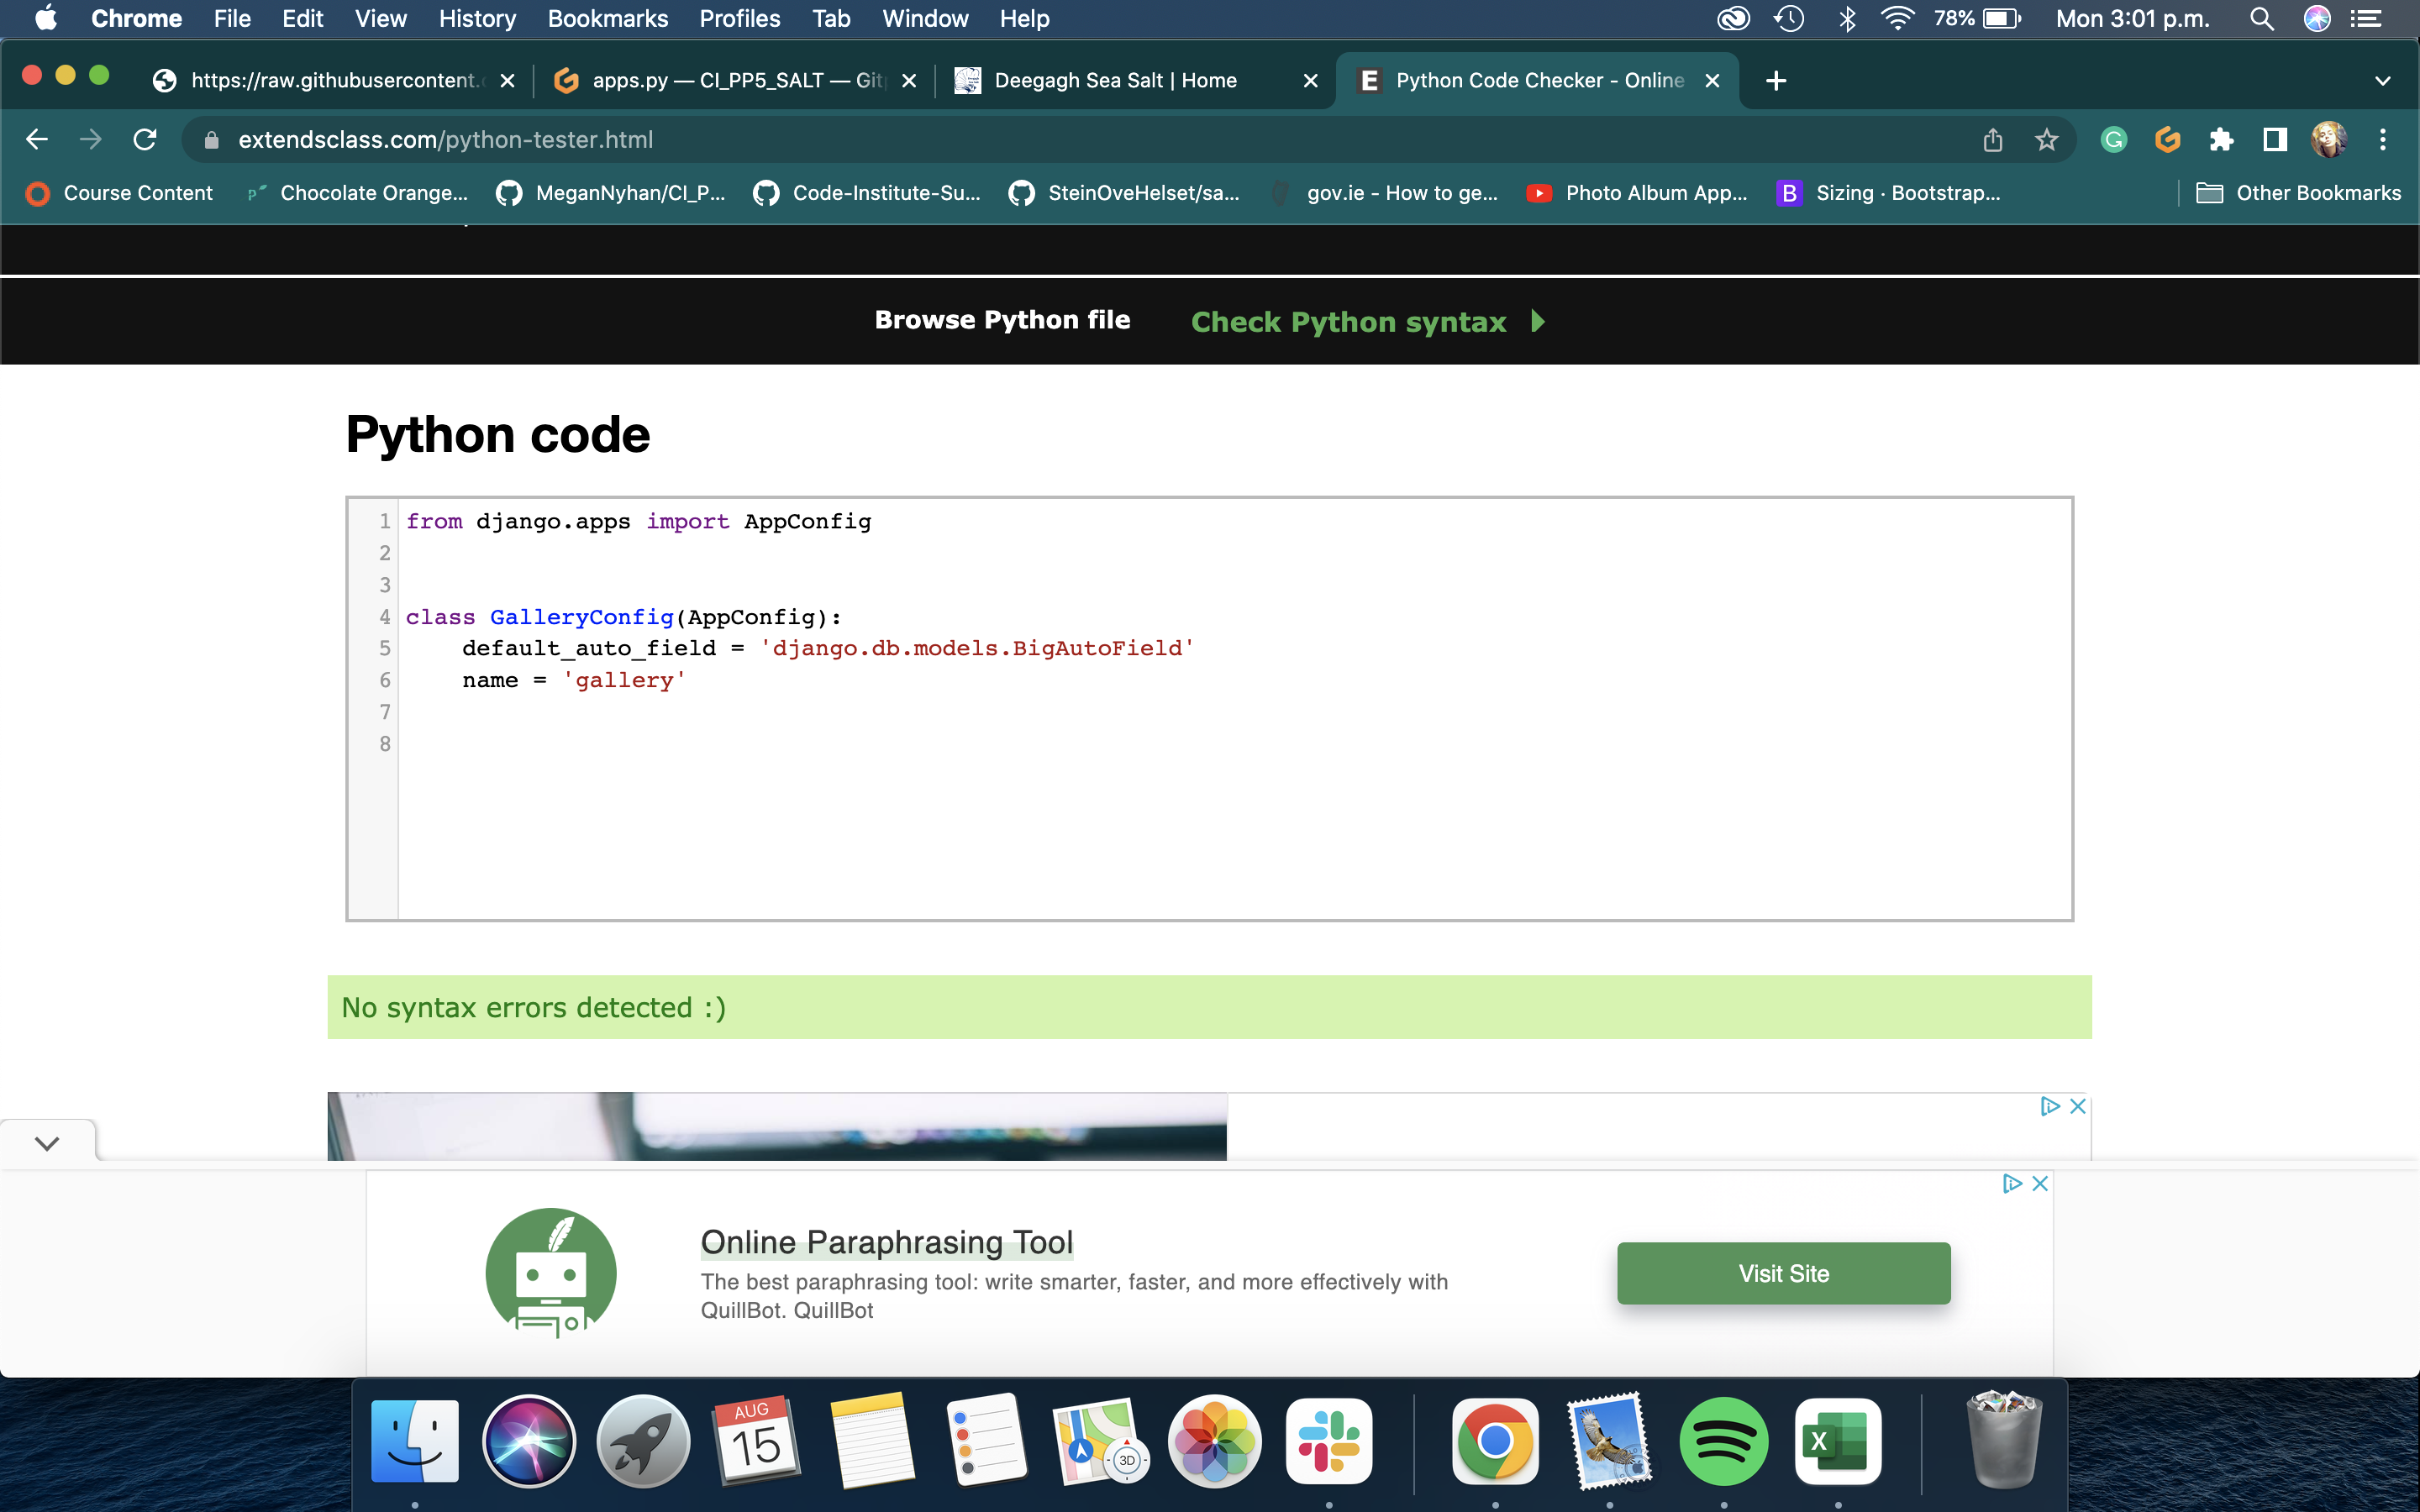 Chrome File Edit View History Bookmarks Profiles Tab Window Help 78% Mon 3:01 p.m.
https://raw.githubusercontent. apps.py — CI_PP5_SALT — Git Deegagh Sea Salt | Home Python Code Checker - Online
extendsclass.com/python-tester.html
Course Content Chocolate Orange... MeganNyhan/CI_P... Code-Institute-Su... SteinOveHelset/sa... gov.ie - How to ge... Photo Album App... B Sizing · Bootstrap... Other Bookmarks
Browse Python file Check Python syntax
Python code
1 from django.apps import AppConfig
2
3
4 class GalleryConfig(AppConfig):
5 default_auto_field = 'django.db.models.BigAutoField'
6 name = 'gallery'
7
8
No syntax errors detected :)
Online Paraphrasing Tool
The best paraphrasing tool: write smarter, faster, and more effectively with
QuillBot. QuillBot
Visit Site
AUG
15
3D
X